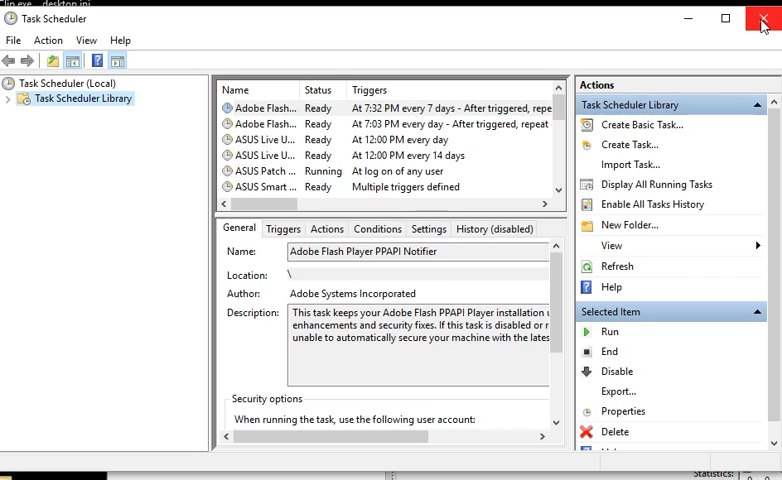 desktop.ini
Task Scheduler
File Action View Help
Task Scheduler (Local)
Task Scheduler Library
Name Status Triggers
Adobe Flash... Ready At 7:32 PM every 7 days - After triggered, repe
Adobe Flash... Ready At 7:03 PM every day - After triggered, repeat
ASUS Live U... Ready At 12:00 PM every day
ASUS Live U... Ready At 12:00 PM every 14 days
ASUS Patch ... Running At log on of any user
ASUS Smart ... Ready Multiple triggers defined
General Triggers Actions Conditions Settings History (disabled)
Name: Adobe Flash Player PPAPI Notifier
Location: \
Author: Adobe Systems Incorporated
Description: This task keeps your Adobe Flash PPAPI Player installation u
enhancements and security fixes. If this task is disabled or r
unable to automatically secure your machine with the lates
Security options
When running the task, use the following user account:
Actions
Task Scheduler Library
Create Basic Task...
Create Task...
Import Task...
Display All Running Tasks
Enable All Tasks History
New Folder...
View
Refresh
Help
Selected Item
Run
End
Disable
Export...
Properties
Delete
Statistics: